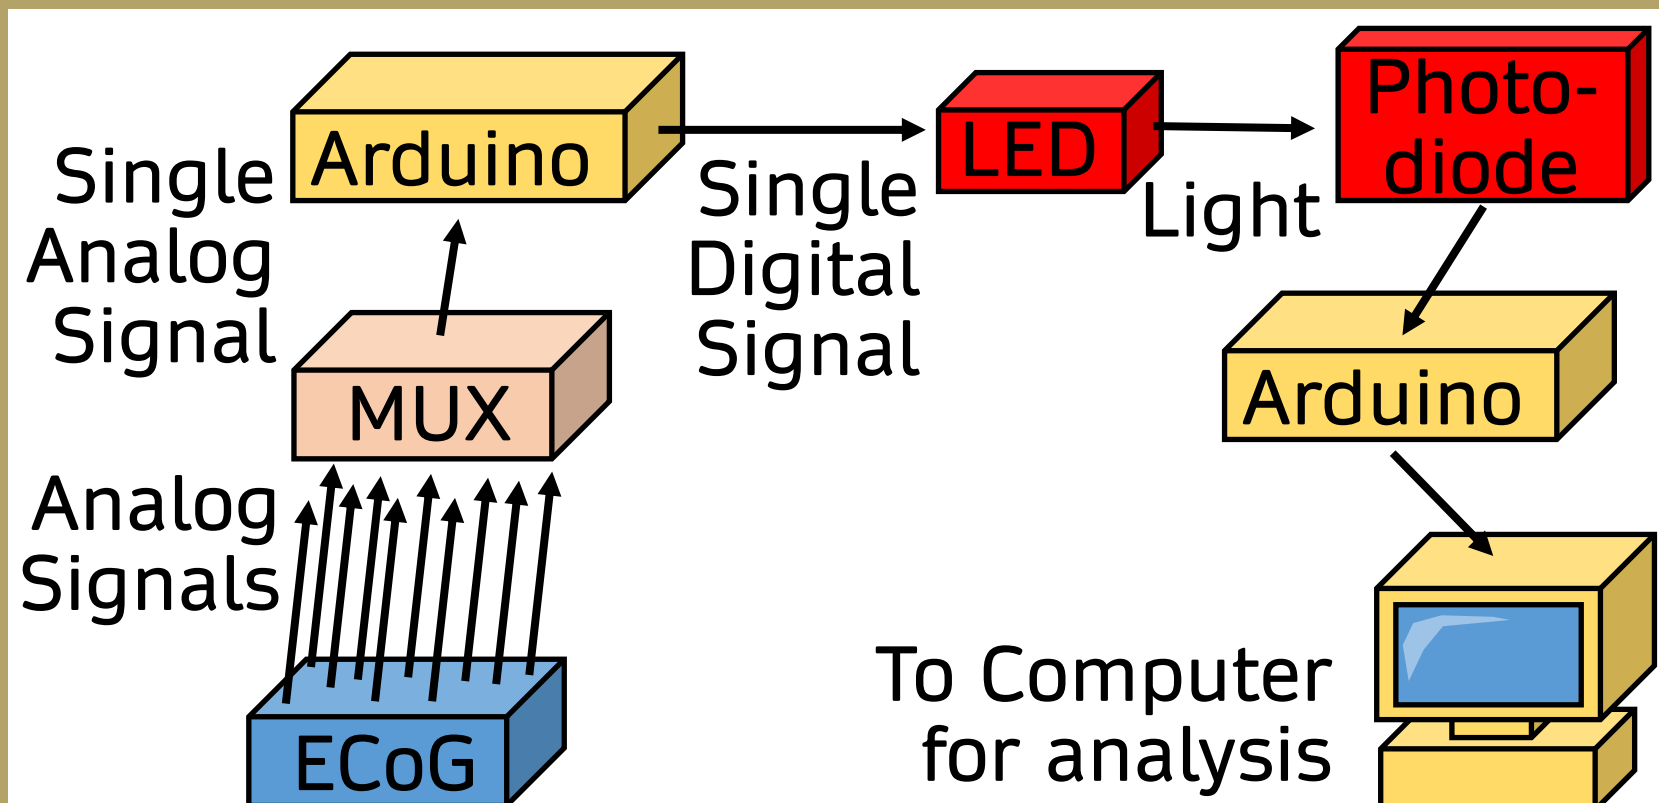 Arduino
Single
Analog
Signal
MUX
Analog
Signals
ECoG
Single
Digital
Signal
LED
Light
Photo-
diode
Arduino
To Computer
for analysis